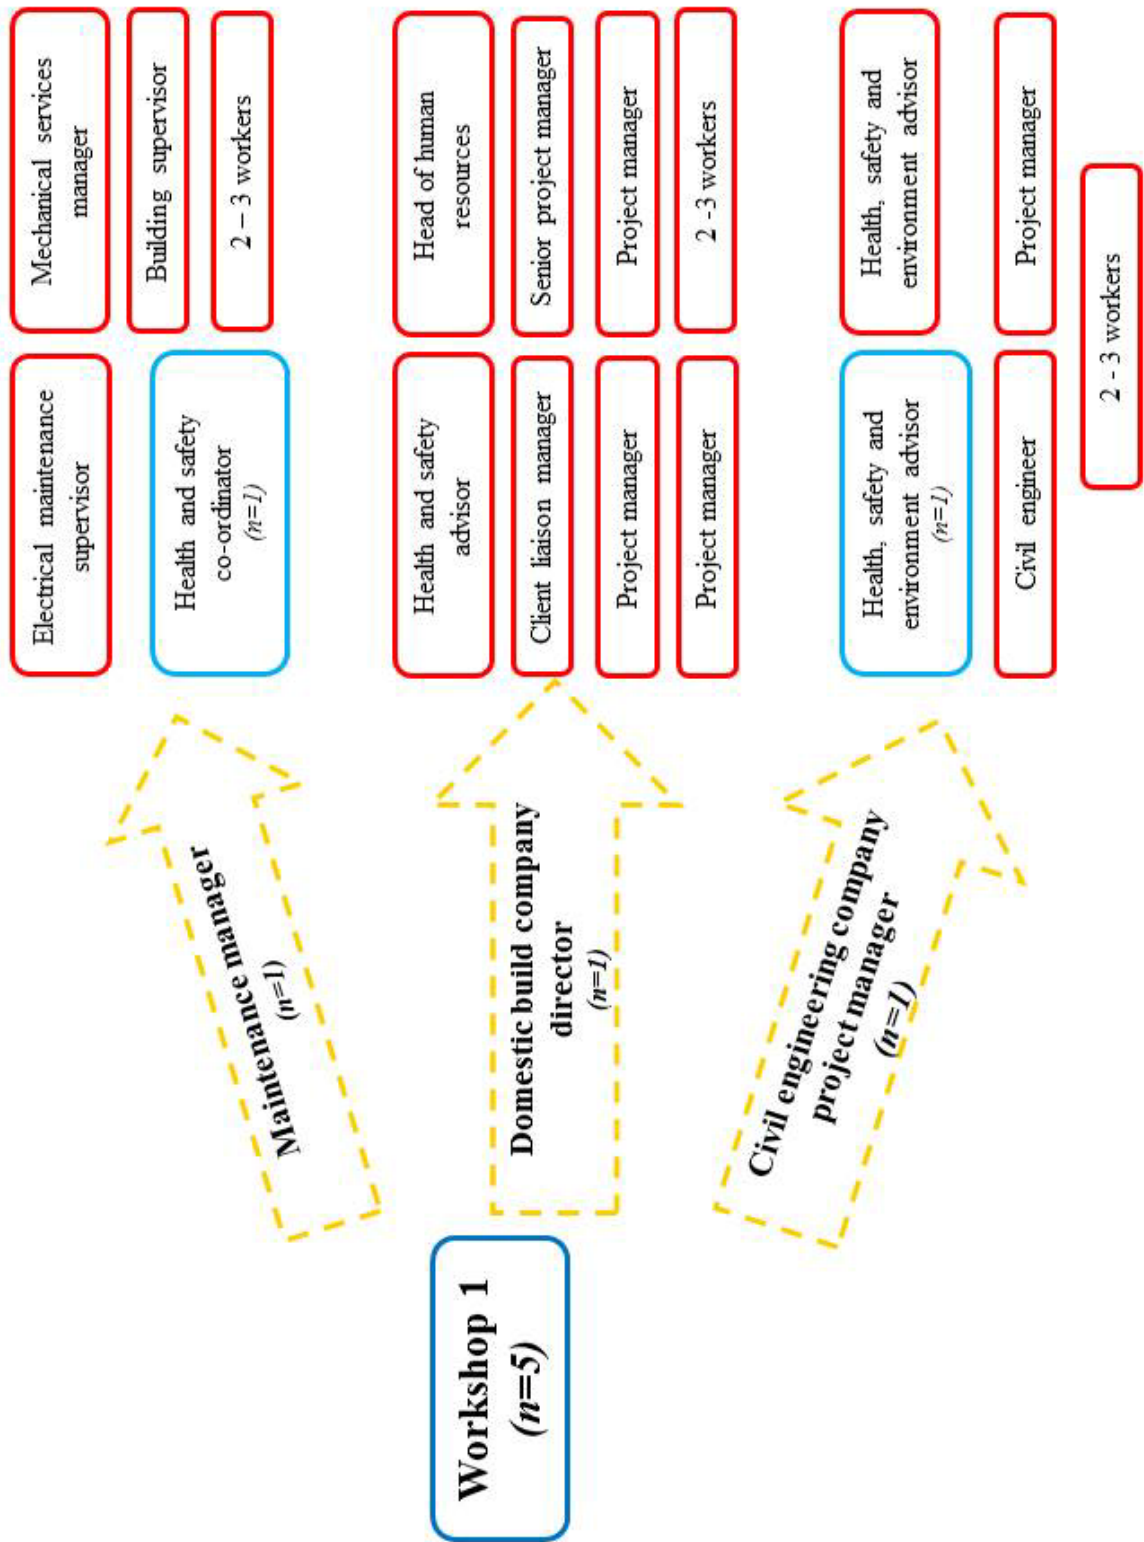 Workshop 1
(n=5)
Maintenance manager
(n=1)
Electrical maintenance
supervisor
Mechanical services
manager
Health and safety
co-ordinator
(n=1)
Building supervisor
2 – 3 workers
Domestic build company
director
(n=1)
Health and safety
advisor
Head of human
resources
Client liaison manager
Senior project manager
Project manager
Project manager
Project manager
2 -3 workers
Civil engineering company
project manager
(n=1)
Health, safety and
environment advisor
(n=1)
Health, safety and
environment advisor
Civil engineer
Project manager
2 - 3 workers